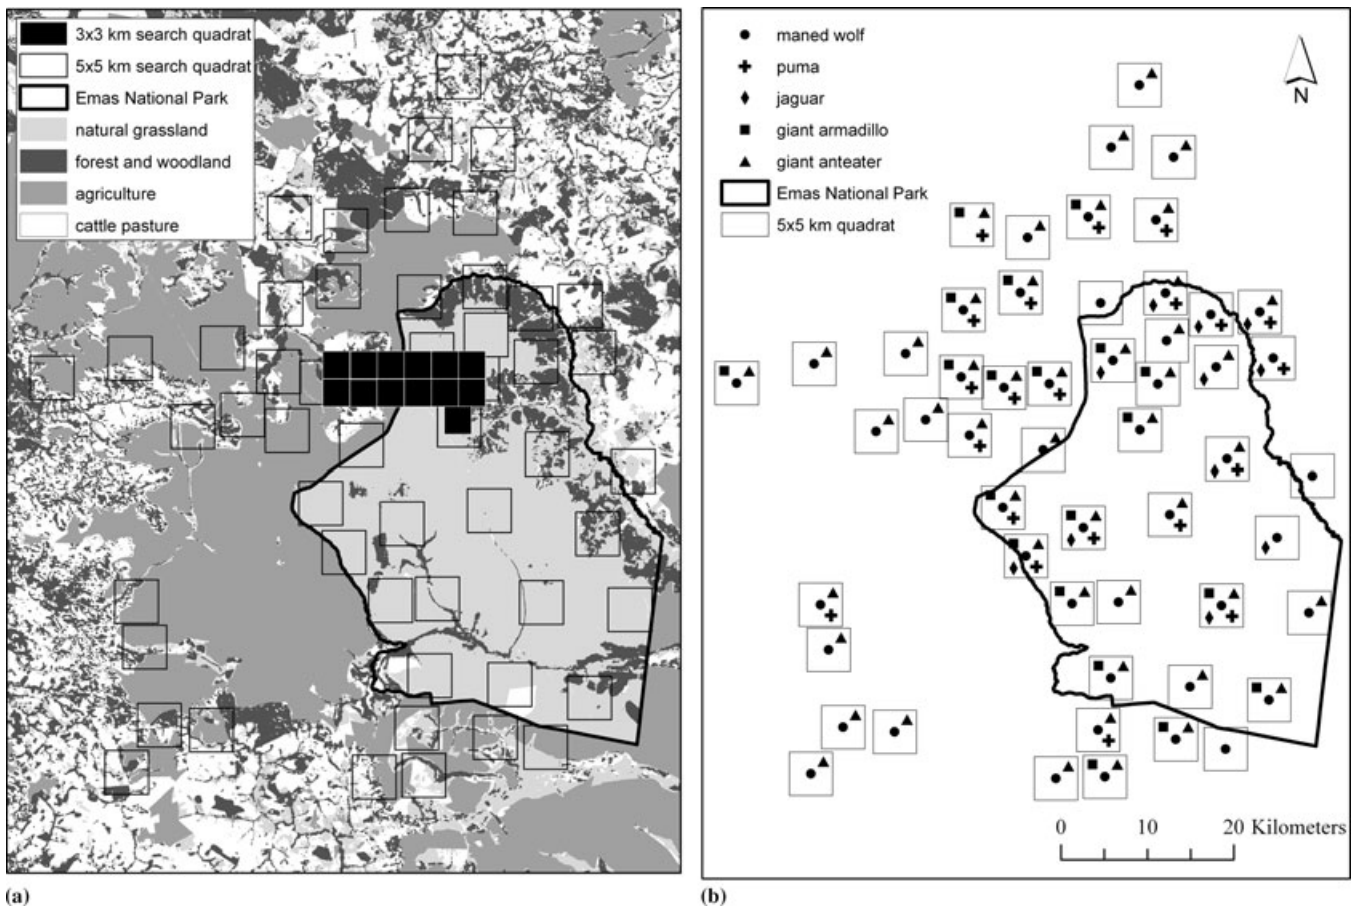 3x3 km search quadrat
5x5 km search quadrat
Emas National Park
natural grassland
forest and woodland
agriculture
cattle pasture
(a)
maned wolf
puma
jaguar
giant armadillo
giant anteater
Emas National Park
5x5 km quadrat
N
0 10 20 Kilometers
(b)